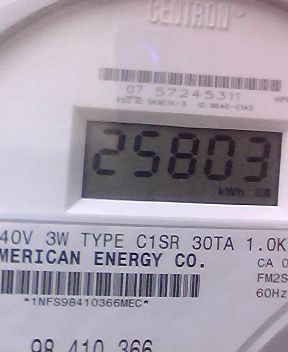 CENTRON®
07 57245311
25803
kWh
40V 3W TYPE C1SR 30TA 1.0K
MERICAN ENERGY CO.
CA 0
FM2S
*1NFS98410366MEC*
60Hz
98 410 366